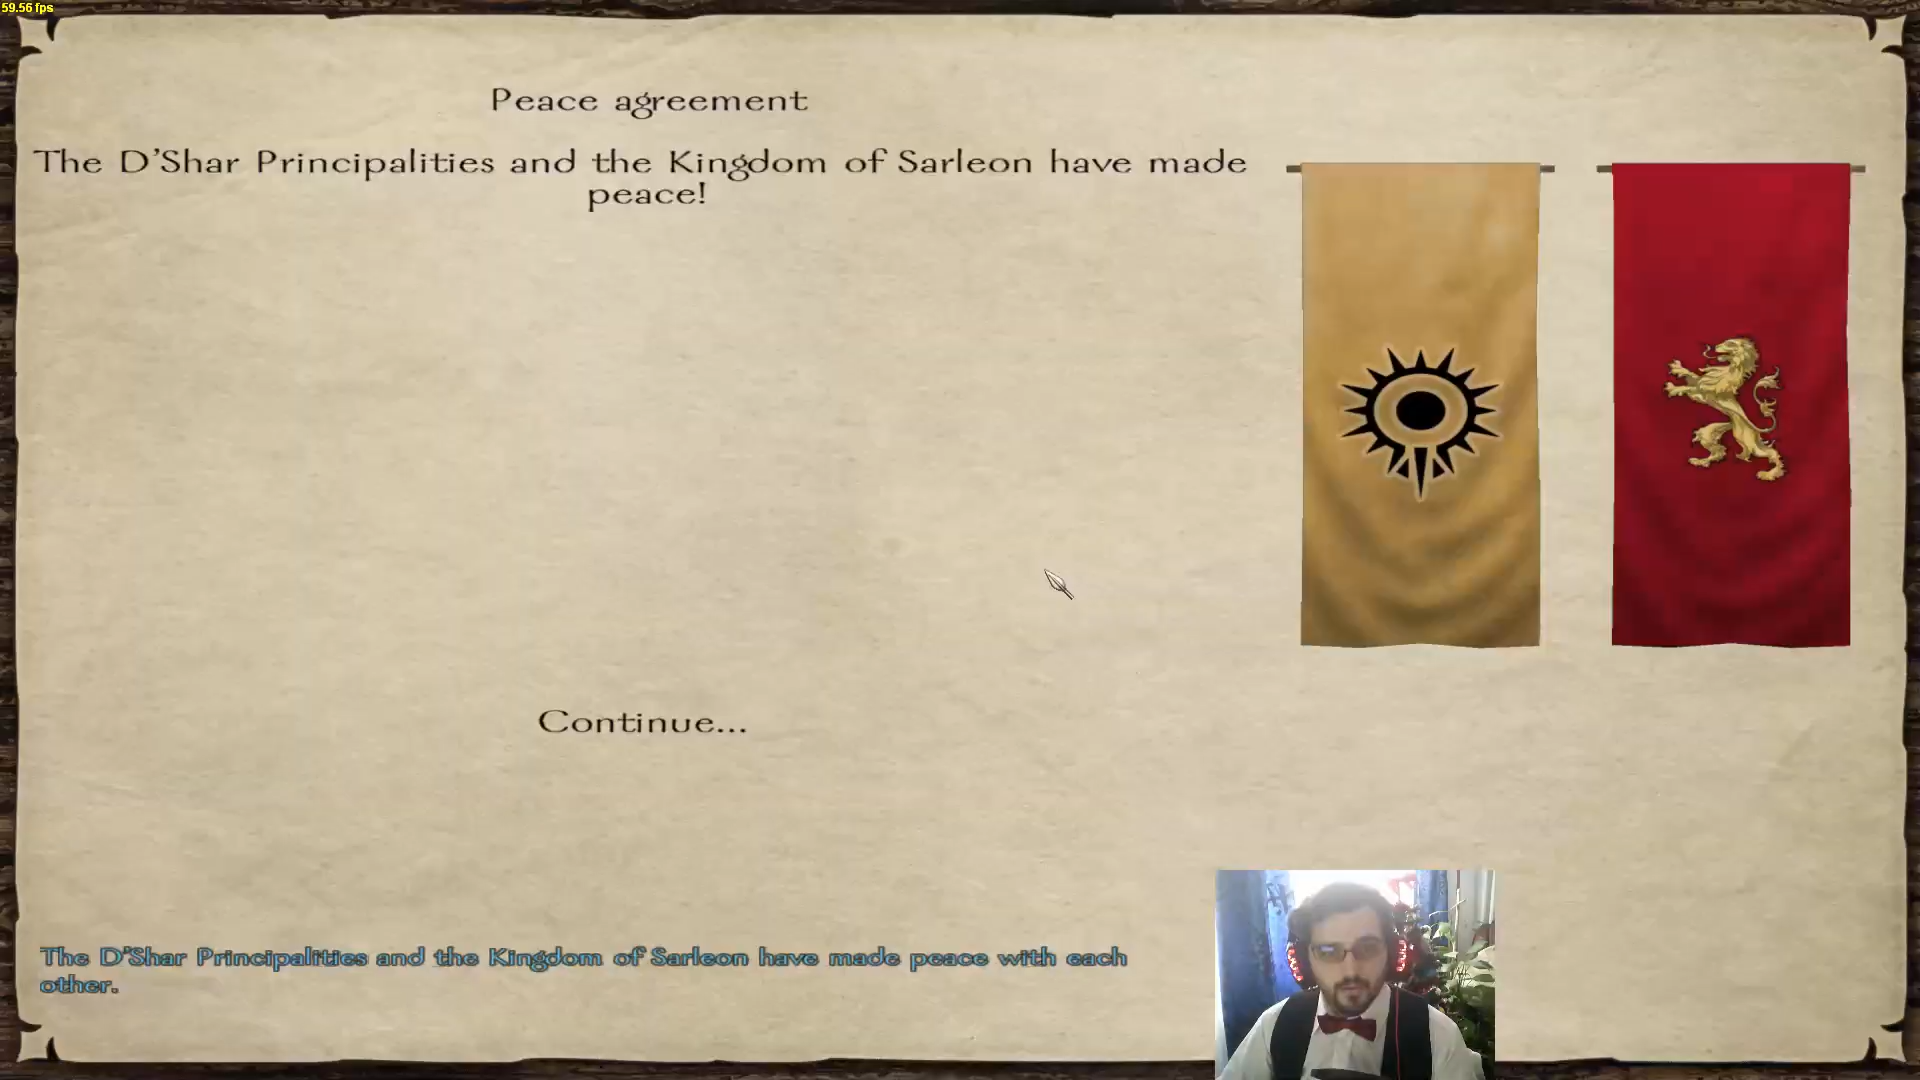 59.56 fps
Peace agreement
The D'Shar Principalities and the Kingdom of Sarleon have made
peace!
Continue...
The D'Shar Principalities and the Kingdom of Sarleon have made peace with each
other.